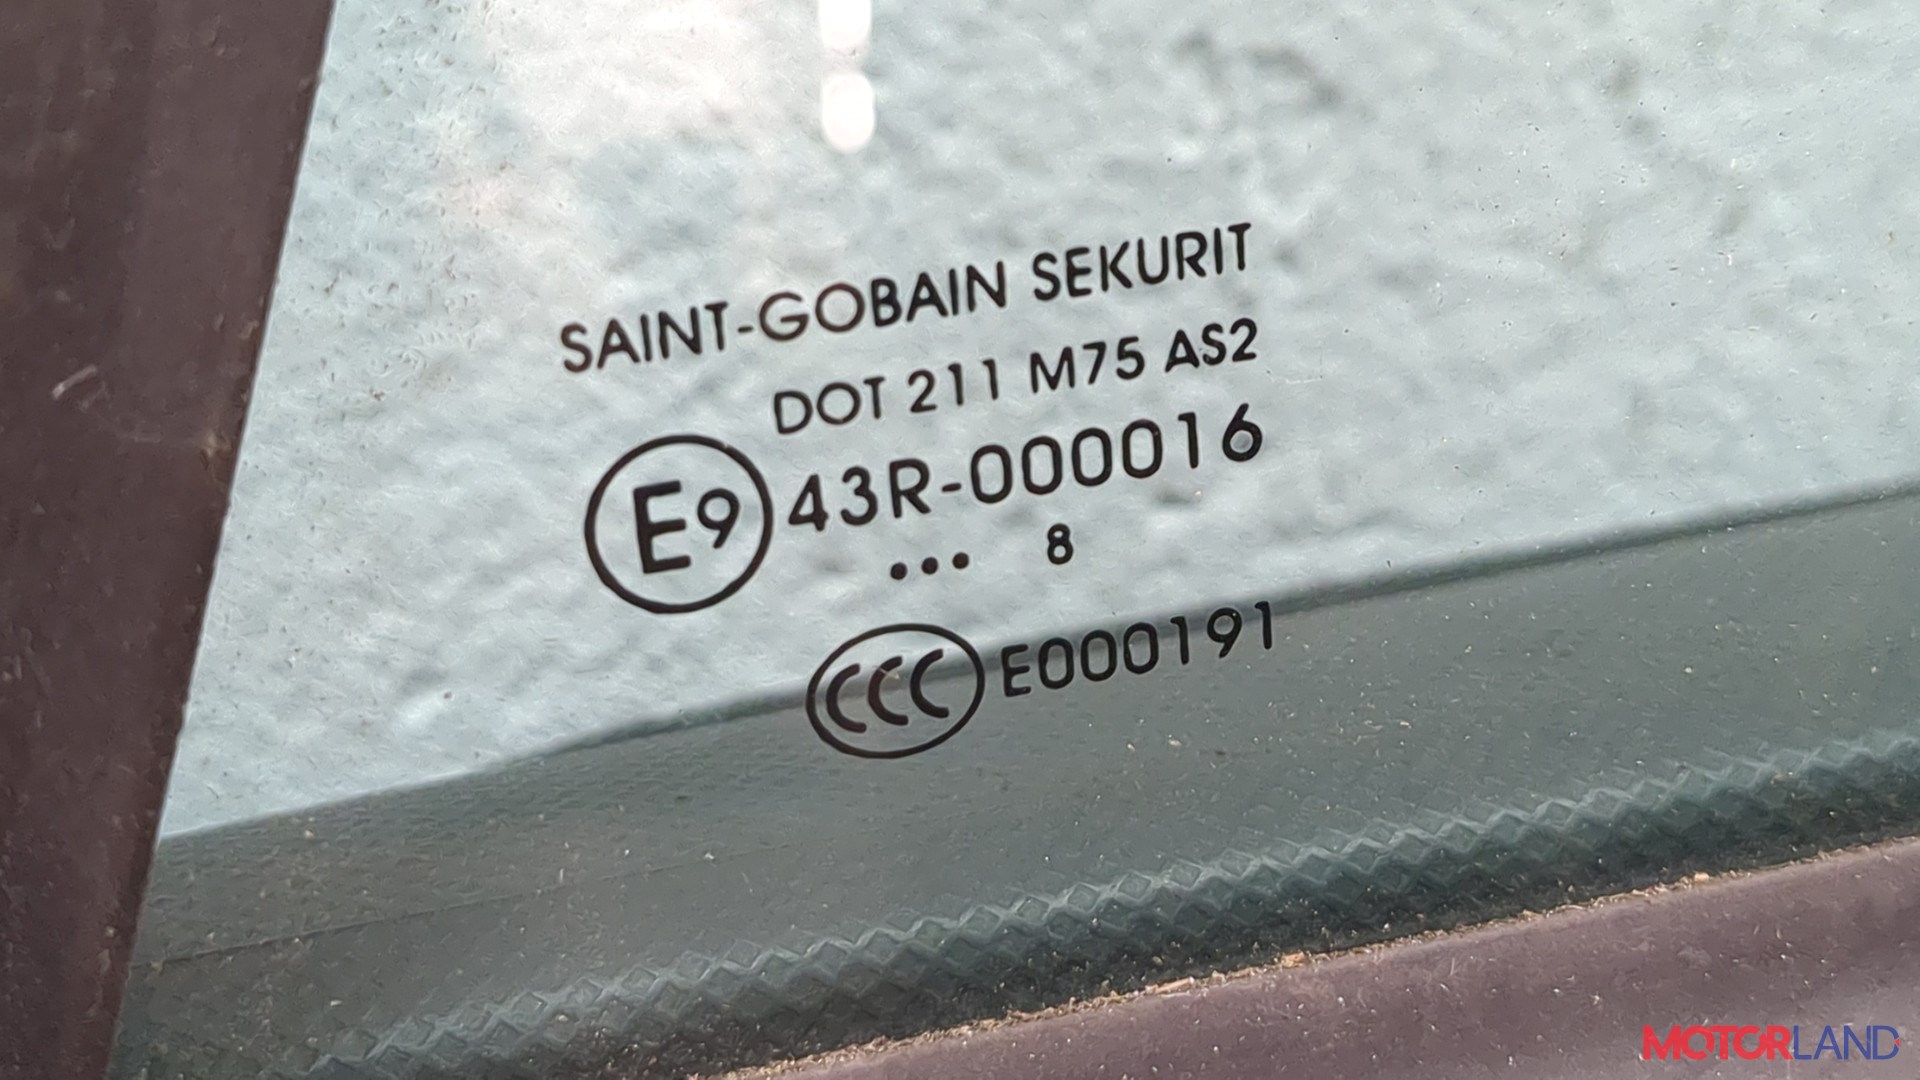 SAINT-GOBAIN SEKURIT
DOT 211 M75 AS2
E9 43R-000016
••• 8
CCC E000191
MOTORLAND